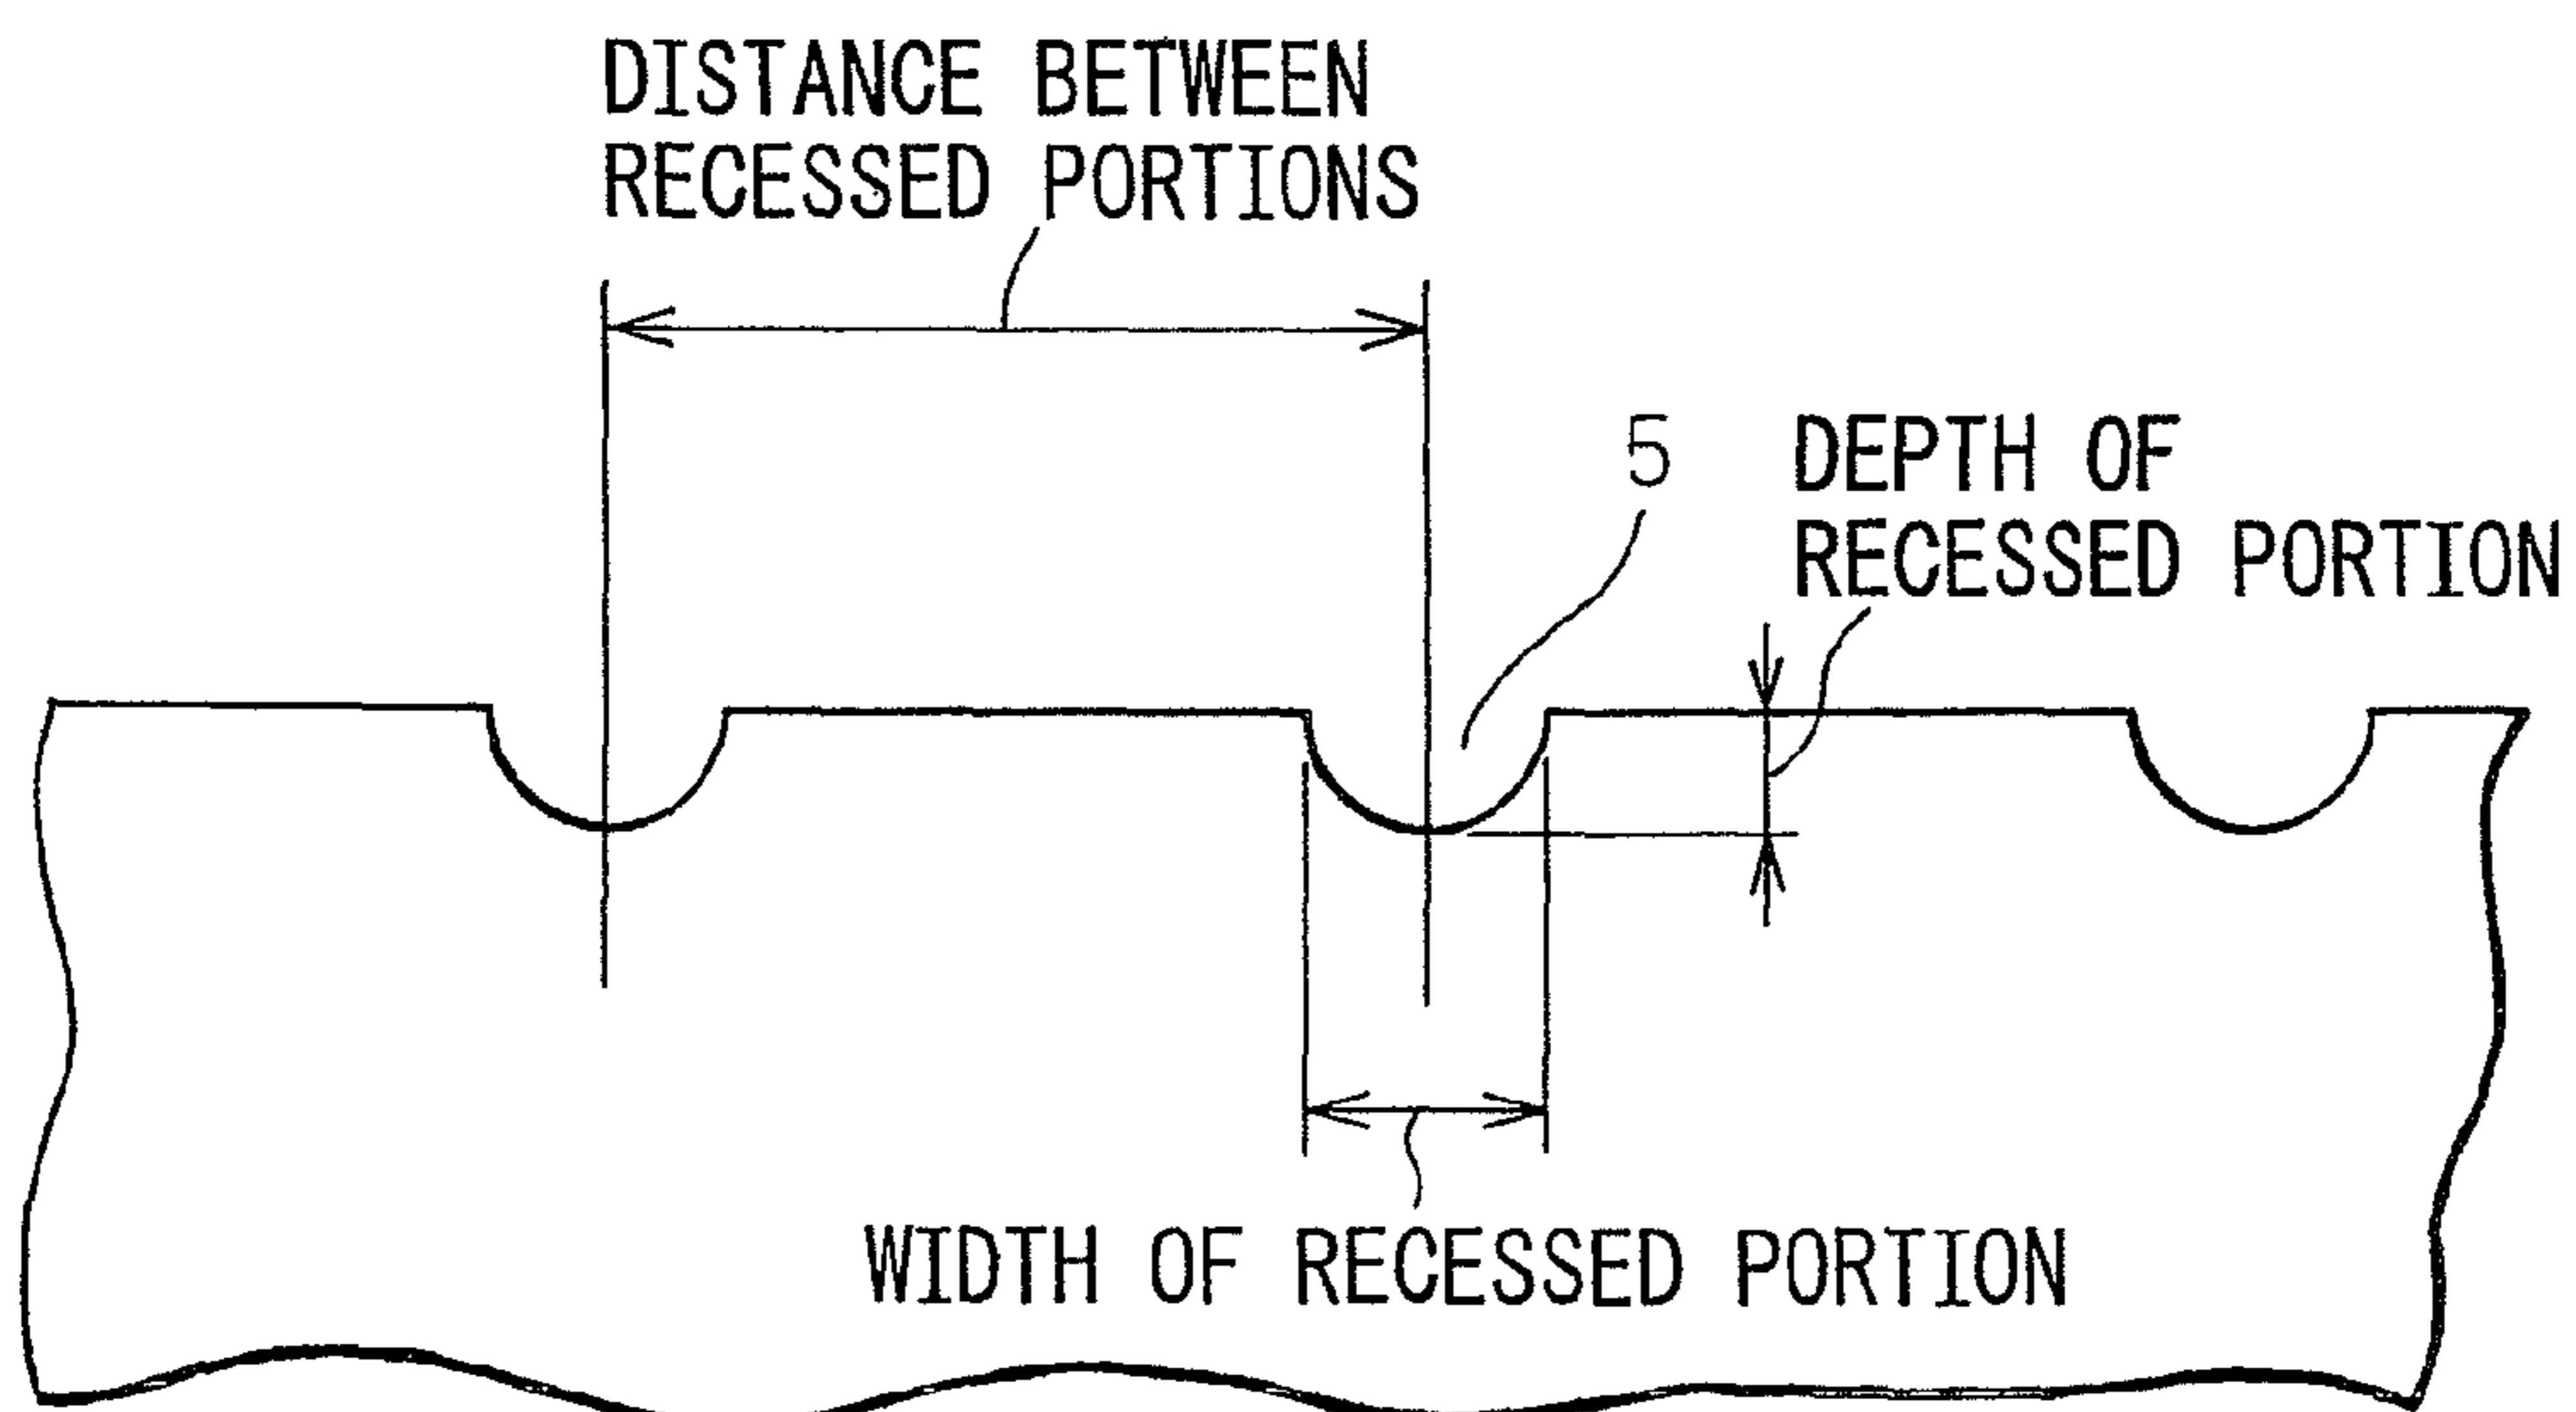 DISTANCE BETWEEN
RECESSED PORTIONS
5
DEPTH OF
RECESSED PORTION
WIDTH OF RECESSED PORTION